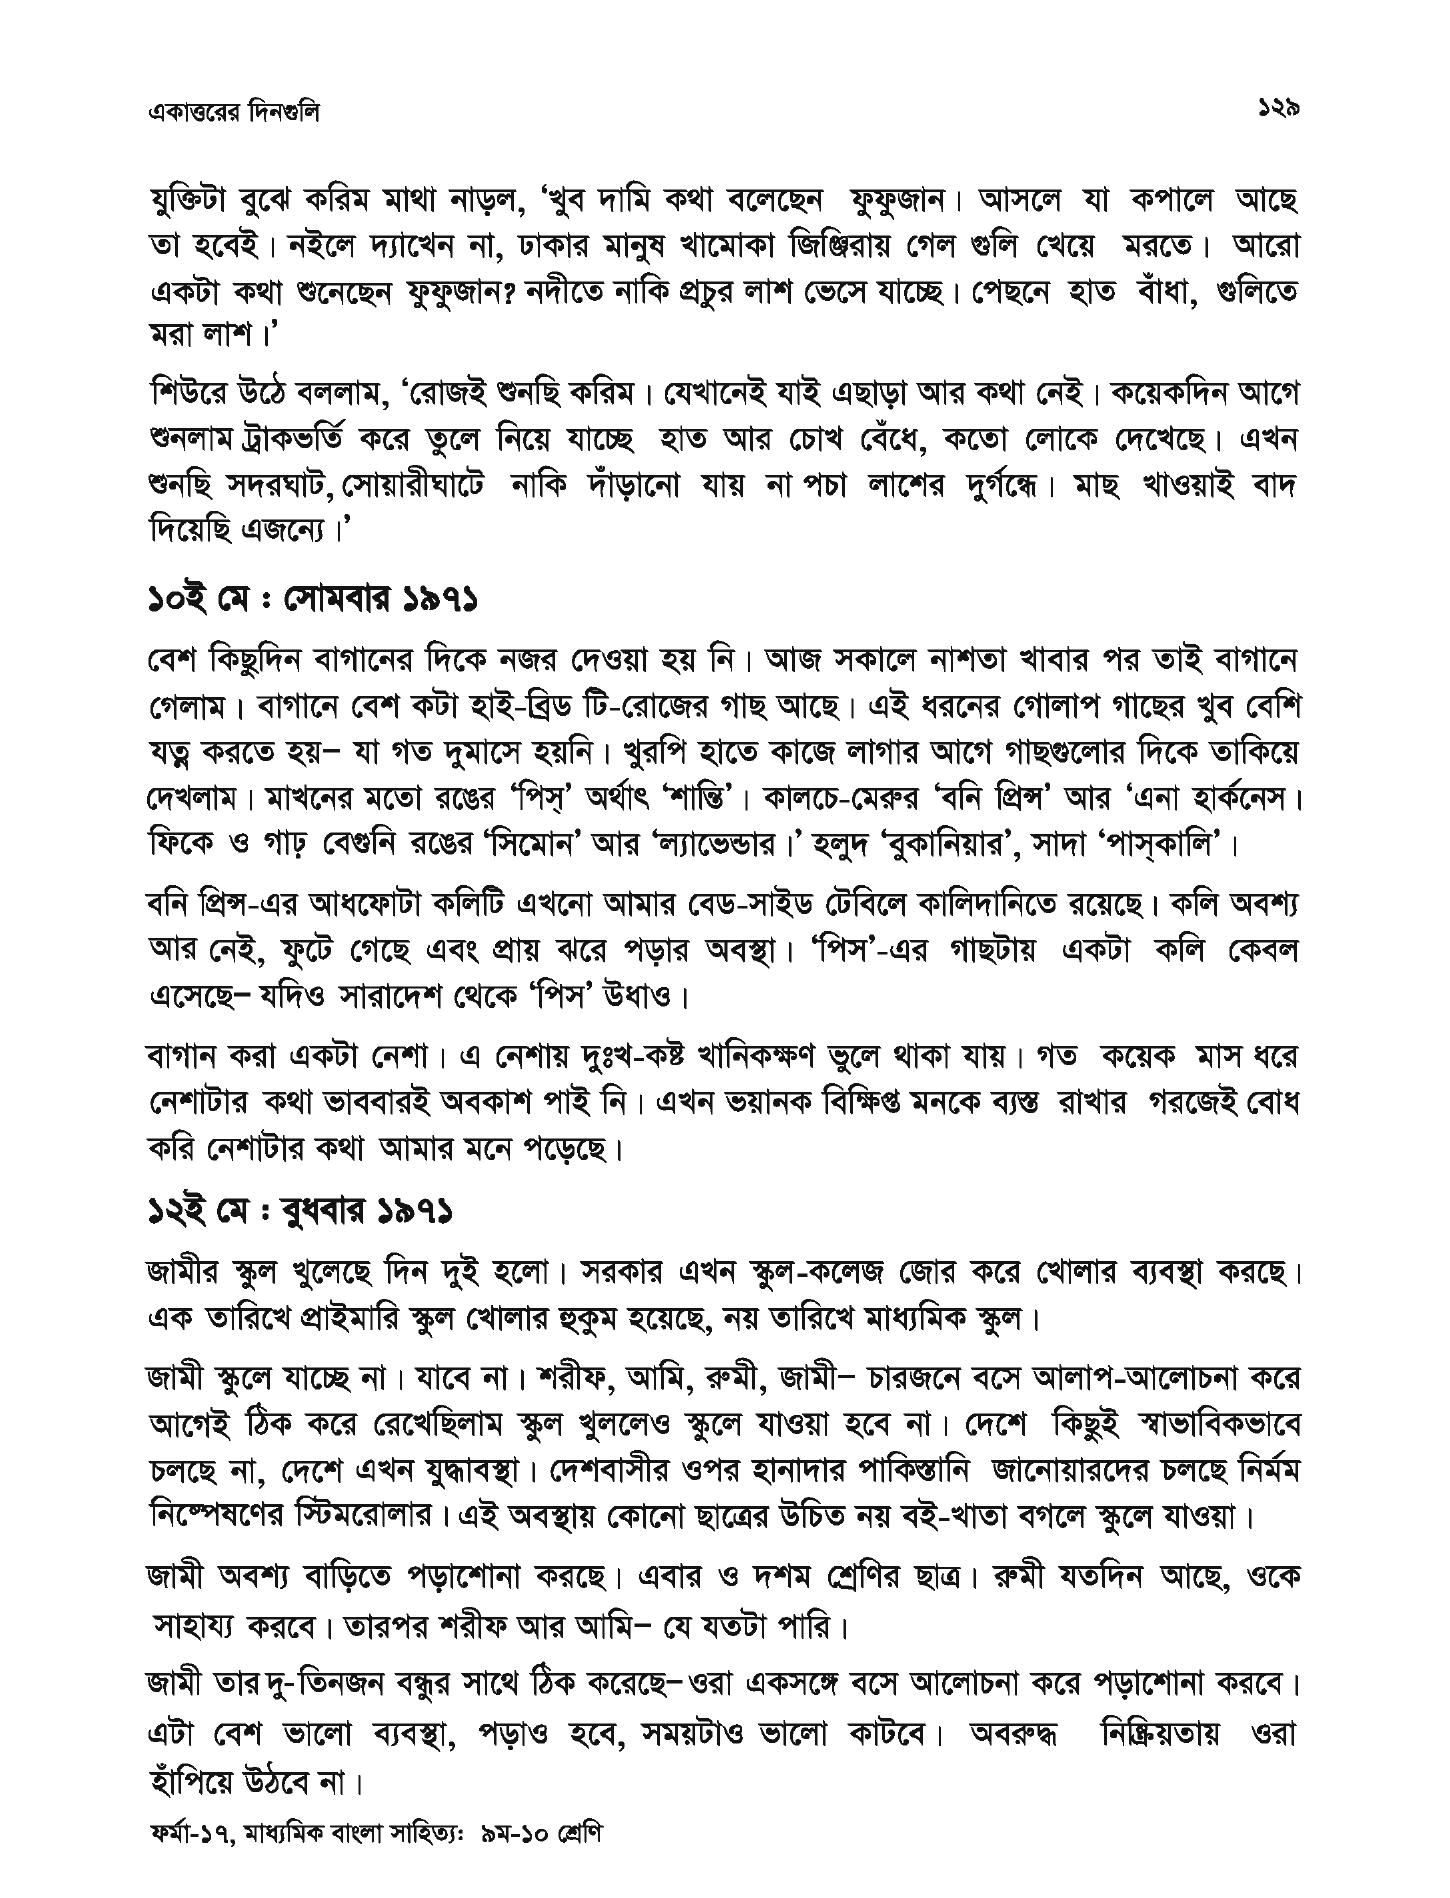 একাত্তরের দিনগুলি ১২৯
যুক্তিটা বুঝে করিম মাথা নাড়ল, ‘খুব দামি কথা বলেছেন ফুফুজান। আসলে যা কপালে আছে
তা হবেই। নইলে দ্যাখেন না, ঢাকার মানুষ খামোকা জিঞ্জিরায় গেল গুলি খেয়ে মরতে। আরো
একটা কথা শুনেছেন ফুফুজান? নদীতে নাকি প্রচুর লাশ ভেসে যাচ্ছে। পেছনে হাত বাঁধা, গুলিতে
মরা লাশ।’
শিউরে উঠে বললাম, ‘রোজই শুনছি করিম। যেখানেই যাই এছাড়া আর কথা নেই। কয়েকদিন আগে
শুনলাম ট্রাকভর্তি করে তুলে নিয়ে যাচ্ছে হাত আর চোখ বেঁধে, কতো লোকে দেখেছে। এখন
শুনছি সদরঘাট, সোয়ারীঘাটে নাকি দাঁড়ানো যায় না পচা লাশের দুর্গন্ধে। মাছ খাওয়াই বাদ
দিয়েছি এজন্যে।’
১০ই মে : সোমবার ১৯৭১
বেশ কিছুদিন বাগানের দিকে নজর দেওয়া হয় নি। আজ সকালে নাশতা খাবার পর তাই বাগানে
গেলাম। বাগানে বেশ কটা হাই-ব্রিড টি-রোজের গাছ আছে। এই ধরনের গোলাপ গাছের খুব বেশি
যত্ন করতে হয়– যা গত দুমাসে হয়নি। খুরপি হাতে কাজে লাগার আগে গাছগুলোর দিকে তাকিয়ে
দেখলাম। মাখনের মতো রঙের ‘পিস্’ অর্থাৎ ‘শান্তি’। কালচে-মেরুর ‘বনি প্রিন্স’ আর ‘এনা হার্কনেস।
ফিকে ও গাঢ় বেগুনি রঙের ‘সিমোন’ আর ‘ল্যাভেন্ডার।’ হলুদ ‘বুকানিয়ার’, সাদা ‘পাস্‌কালি’।
বনি প্রিন্স-এর আধফোটা কলিটি এখনো আমার বেড-সাইড টেবিলে কালিদানিতে রয়েছে। কলি অবশ্য
আর নেই, ফুটে গেছে এবং প্রায় ঝরে পড়ার অবস্থা। ‘পিস’-এর গাছটায় একটা কলি কেবল
এসেছে– যদিও সারাদেশ থেকে ‘পিস’ উধাও।
বাগান করা একটা নেশা। এ নেশায় দুঃখ-কষ্ট খানিকক্ষণ ভুলে থাকা যায়। গত কয়েক মাস ধরে
নেশাটার কথা ভাববারই অবকাশ পাই নি। এখন ভয়ানক বিক্ষিপ্ত মনকে ব্যস্ত রাখার গরজেই বোধ
করি নেশাটার কথা আমার মনে পড়েছে।
১২ই মে : বুধবার ১৯৭১
জামীর স্কুল খুলেছে দিন দুই হলো। সরকার এখন স্কুল-কলেজ জোর করে খোলার ব্যবস্থা করছে।
এক তারিখে প্রাইমারি স্কুল খোলার হুকুম হয়েছে, নয় তারিখে মাধ্যমিক স্কুল।
জামী স্কুলে যাচ্ছে না। যাবে না। শরীফ, আমি, রুমী, জামী– চারজনে বসে আলাপ-আলোচনা করে
আগেই ঠিক করে রেখেছিলাম স্কুল খুললেও স্কুলে যাওয়া হবে না। দেশে কিছুই স্বাভাবিকভাবে
চলছে না, দেশে এখন যুদ্ধাবস্থা। দেশবাসীর ওপর হানাদার পাকিস্তানি জানোয়ারদের চলছে নির্মম
নিষ্পেষণের স্টিমরোলার। এই অবস্থায় কোনো ছাত্রের উচিত নয় বই-খাতা বগলে স্কুলে যাওয়া।
জামী অবশ্য বাড়িতে পড়াশোনা করছে। এবার ও দশম শ্রেণির ছাত্র। রুমী যতদিন আছে, ওকে
সাহায্য করবে। তারপর শরীফ আর আমি– যে যতটা পারি।
জামী তার দু-তিনজন বন্ধুর সাথে ঠিক করেছে– ওরা একসঙ্গে বসে আলোচনা করে পড়াশোনা করবে।
এটা বেশ ভালো ব্যবস্থা, পড়াও হবে, সময়টাও ভালো কাটবে। অবরুদ্ধ নিষ্ক্রিয়তায় ওরা
হাঁপিয়ে উঠবে না।
ফর্মা-১৭, মাধ্যমিক বাংলা সাহিত্য: ৯ম-১০ শ্রেণি